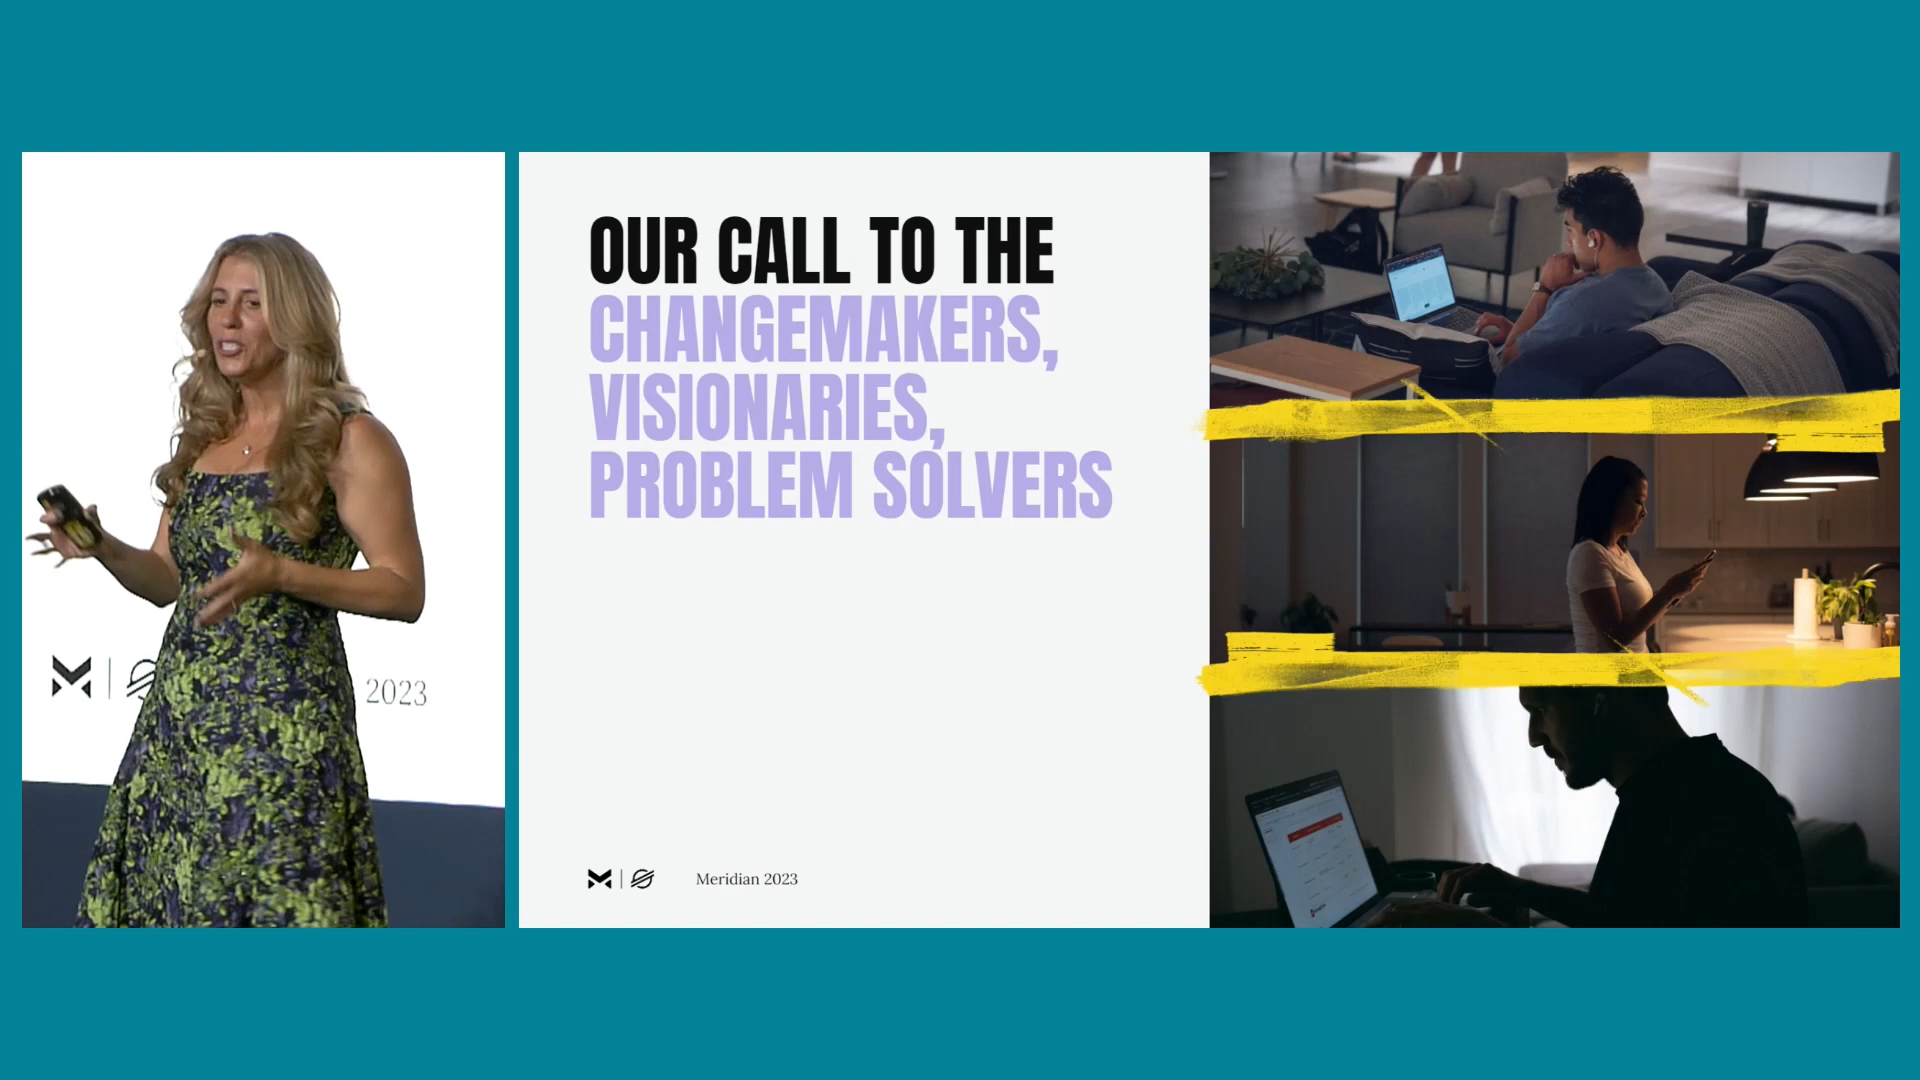 2023
OUR CALL TO THE
CHANGEMAKERS,
VISIONARIES,
PROBLEM SOLVERS
Meridian 2023